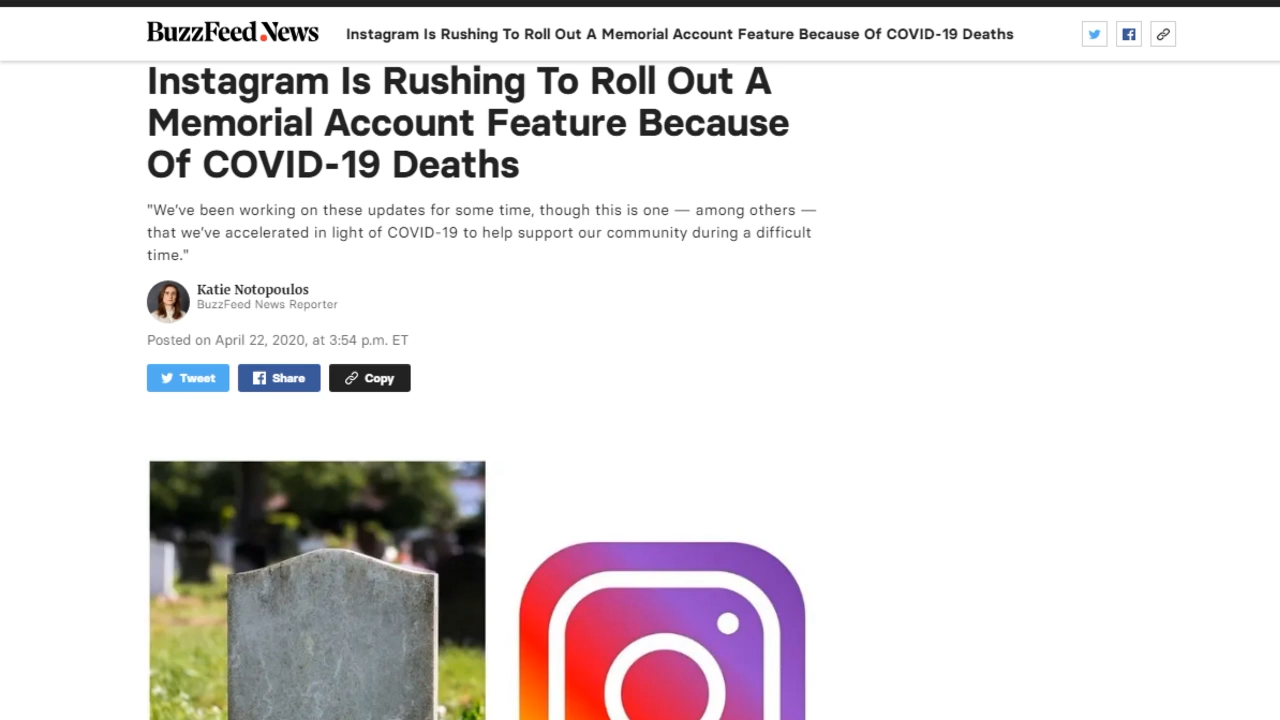 BuzzFeed News
Instagram Is Rushing To Roll Out A Memorial Account Feature Because Of COVID-19 Deaths
Instagram Is Rushing To Roll Out A
Memorial Account Feature Because
Of COVID-19 Deaths
"We've been working on these updates for some time, though this is one — among others —
that we've accelerated in light of COVID-19 to help support our community during a difficult
time."
Katie Notopoulos
BuzzFeed News Reporter
Posted on April 22, 2020, at 3:54 p.m. ET
Tweet
Share
Copy